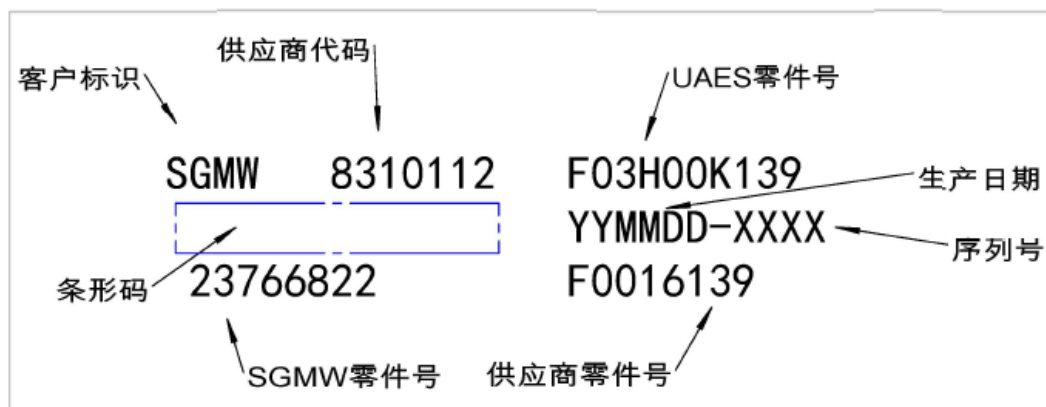 供应商代码
客户标识
UAES零件号
SGMW 8310112 F03H00K139
生产日期
YYMMDD-XXXX
序列号
条形码
23766822 F0016139
SGMW零件号 供应商零件号